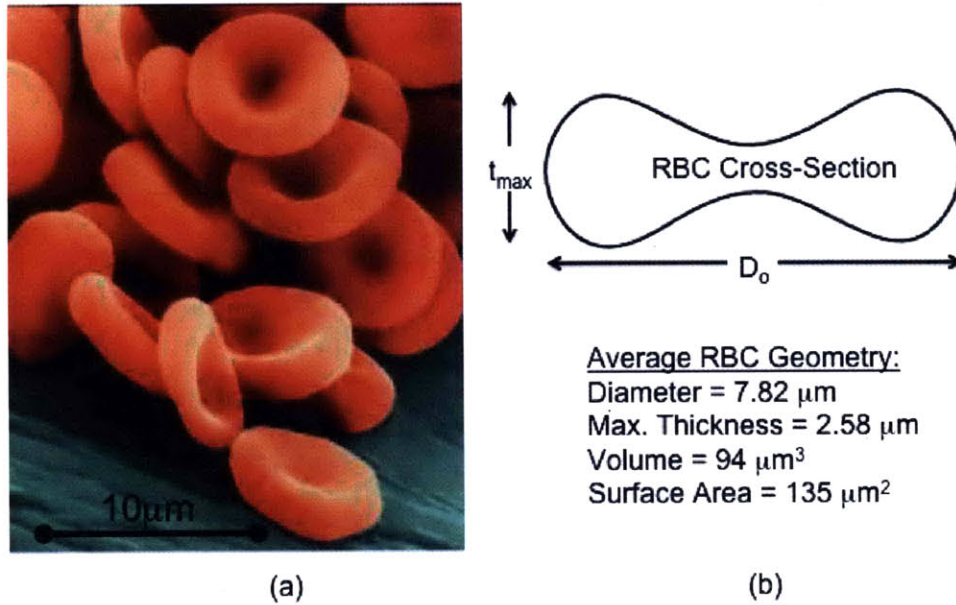 10μm
t_max
RBC Cross-Section
D_o
Average RBC Geometry:
Diameter = 7.82 μm
Max. Thickness = 2.58 μm
Volume = 94 μm³
Surface Area = 135 μm²
(a)
(b)